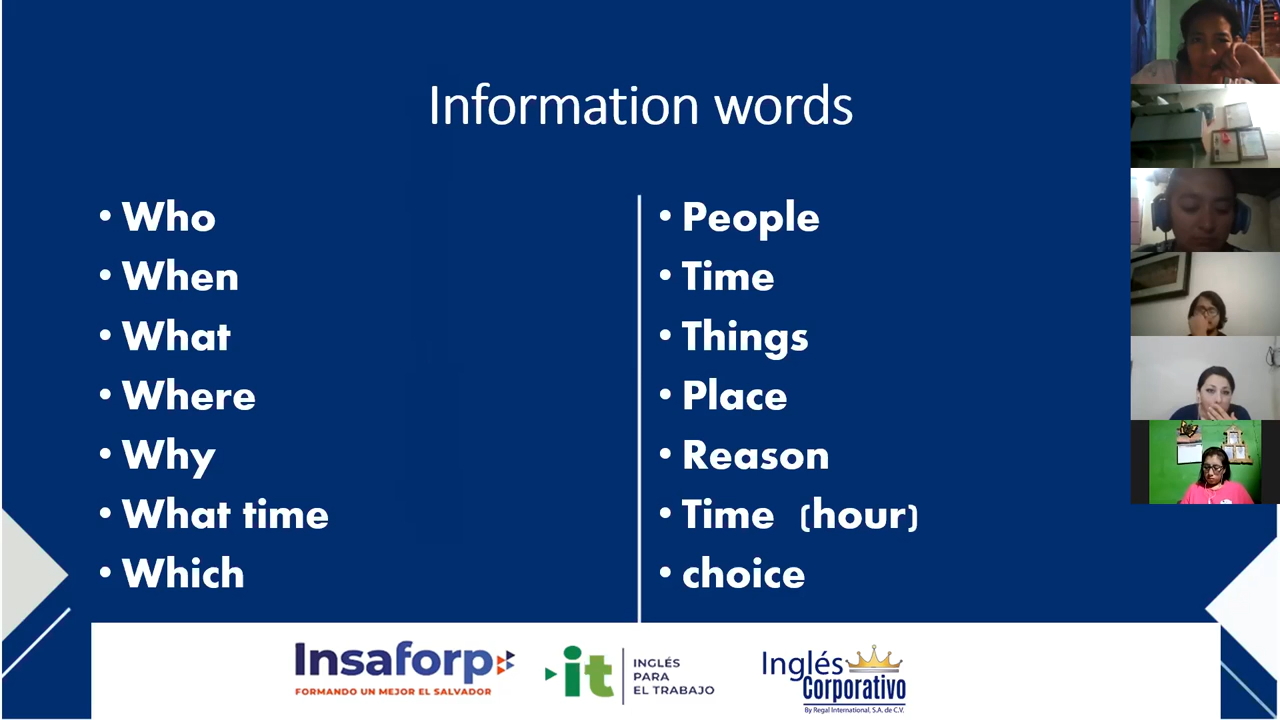 Information words
• Who
• When
• What
• Where
• Why
• What time
• Which
• People
• Time
• Things
• Place
• Reason
• Time (hour)
• choice
Insaforp
FORMANDO UN MEJOR EL SALVADOR
it
INGLÉS
PARA
EL TRABAJO
Inglés
Corporativo
By Regal International, S.A. de C.V.